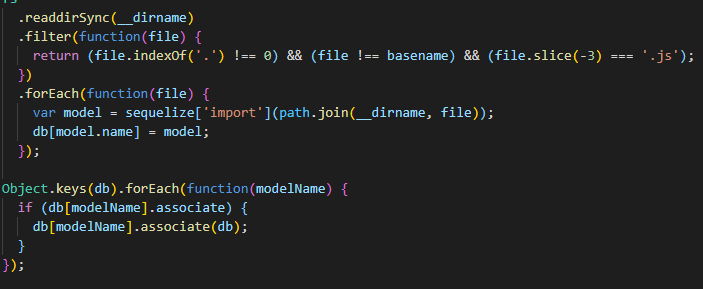 .readdirSync(__dirname)
.filter(function(file) {
return (file.indexOf('.') !== 0) && (file !== basename) && (file.slice(-3) === '.js');
})
.forEach(function(file) {
var model = sequelize['import'](path.join(__dirname, file));
db[model.name] = model;
});
Object.keys(db).forEach(function(modelName) {
if (db[modelName].associate) {
db[modelName].associate(db);
}
});